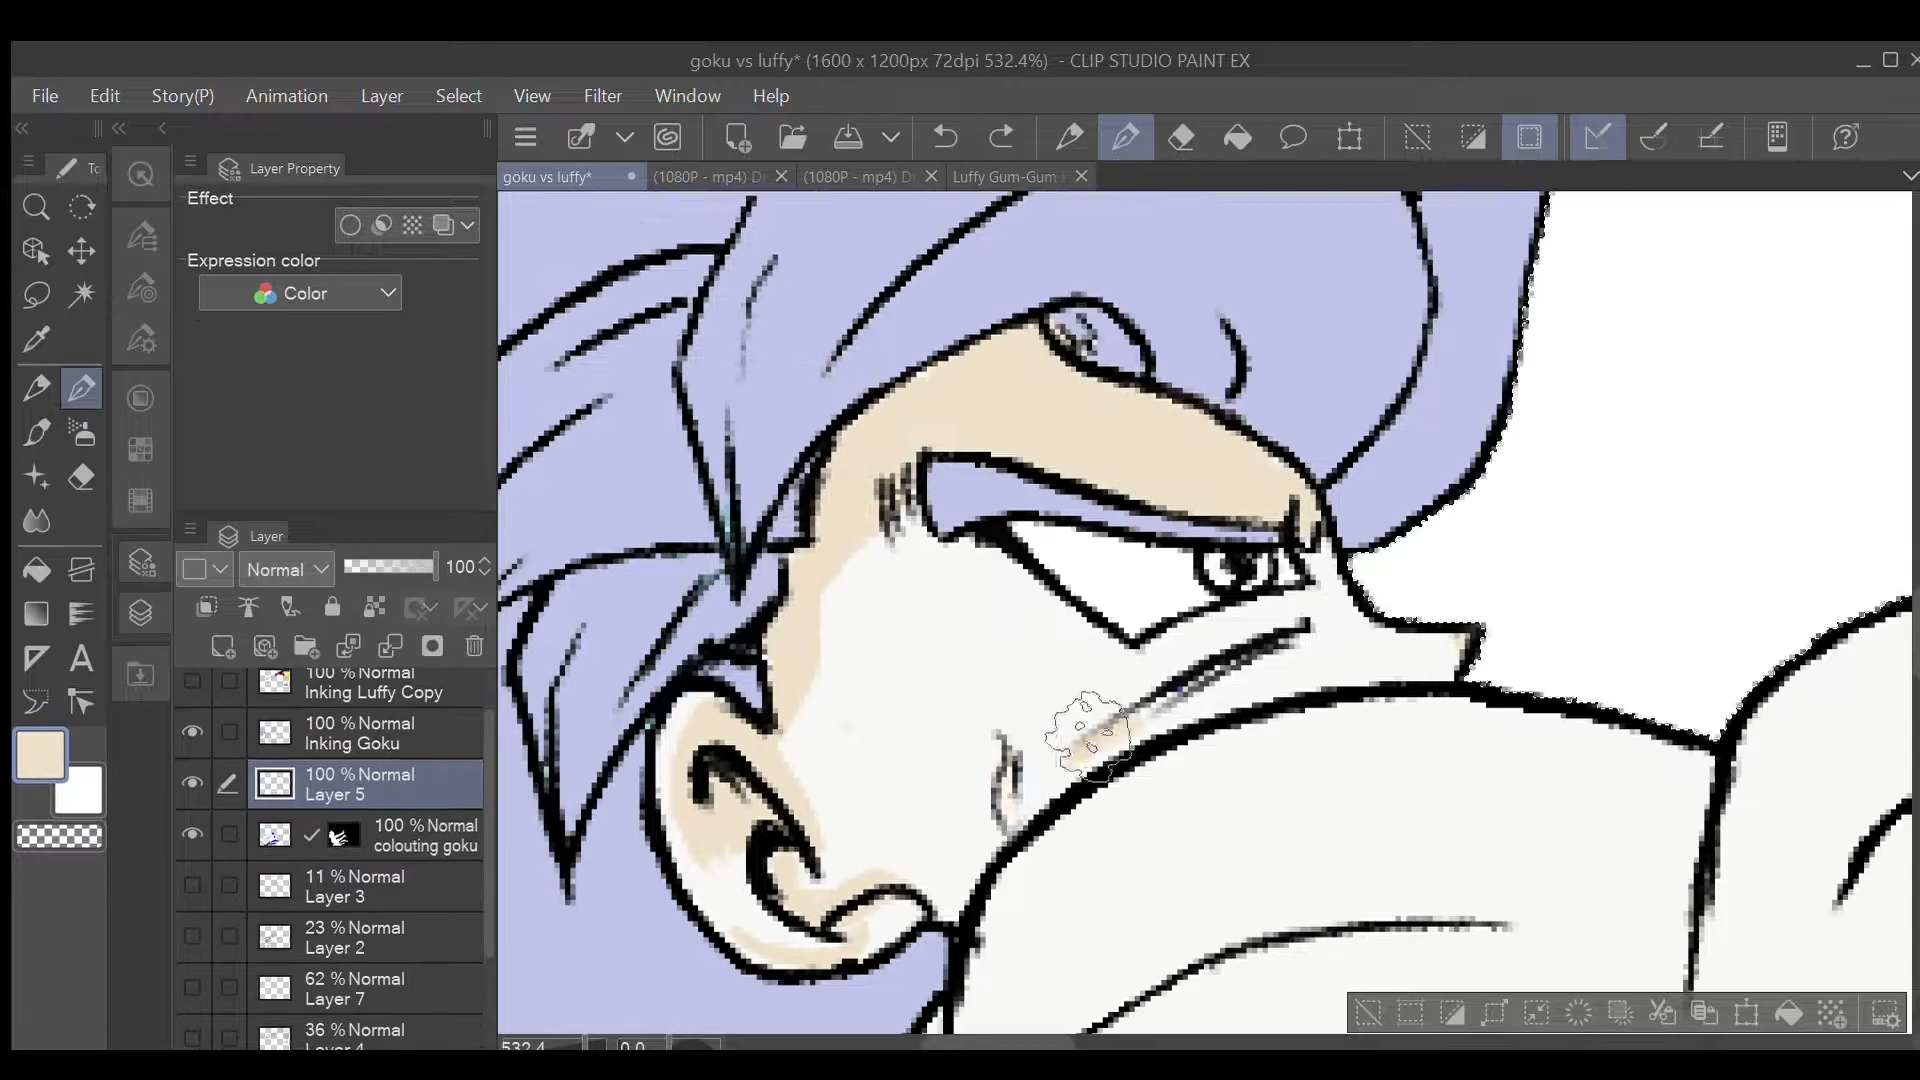 goku vs luffy* (1600 x 1200px 72dpi 532.4%)  - CLIP STUDIO PAINT EX
File Edit Story(P) Animation Layer Select View Filter Window Help
goku vs luffy* (1080P - mp4) D (1080P - mp4) D Luffy Gum-Gum
Layer Property
Effect
Expression color
Color
Layer
Normal 100
100 % Normal
Inking Luffy Copy
100 % Normal
Inking Goku
100 % Normal
Layer 5
100 % Normal
colouting goku
11 % Normal
Layer 3
23 % Normal
Layer 2
62 % Normal
Layer 7
36 % Normal
Layer 4
532.4 0.0